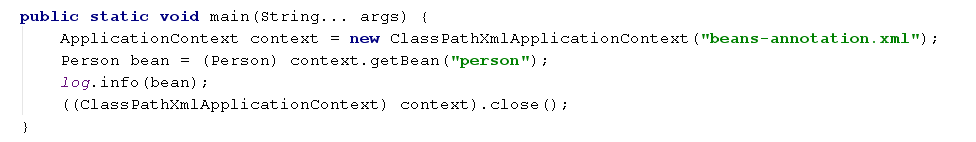 public static void main(String... args) {
    ApplicationContext context = new ClassPathXmlApplicationContext("beans-annotation.xml");
    Person bean = (Person) context.getBean("person");
    log.info(bean);
    ((ClassPathXmlApplicationContext) context).close();
}